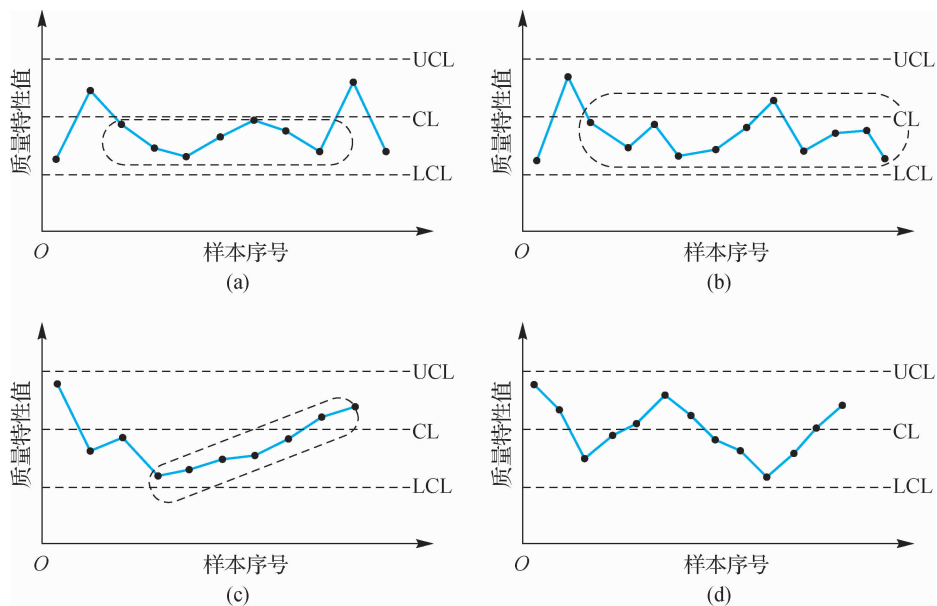 质量特性值
UCL
CL
LCL
O
样本序号
(a)
质量特性值
UCL
CL
LCL
O
样本序号
(b)
质量特性值
UCL
CL
LCL
O
样本序号
(c)
质量特性值
UCL
CL
LCL
O
样本序号
(d)